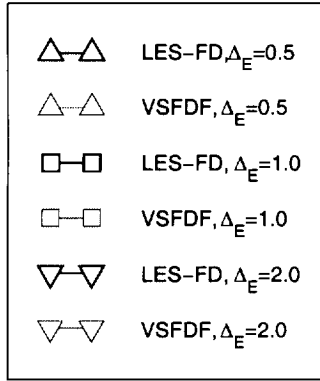 LES-FD,Δ_E=0.5
VSFDF, Δ_E=0.5
LES-FD, Δ_E=1.0
VSFDF, Δ_E=1.0
LES-FD, Δ_E=2.0
VSFDF, Δ_E=2.0